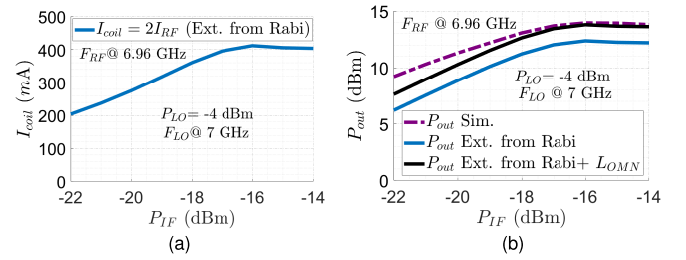 I_coil = 2I_RF (Ext. from Rabi)
F_RF @ 6.96 GHz
P_LO= -4 dBm
F_LO @ 7 GHz
I_coil (mA)
500
400
300
200
100
0
-22 -20 -18 -16 -14
P_IF (dBm)
(a)
F_RF @ 6.96 GHz
P_LO= -4 dBm
F_LO @ 7 GHz
P_out Sim.
P_out Ext. from Rabi
P_out Ext. from Rabi+ L_OMN
P_out (dBm)
15
10
5
0
-22 -20 -18 -16 -14
P_IF (dBm)
(b)